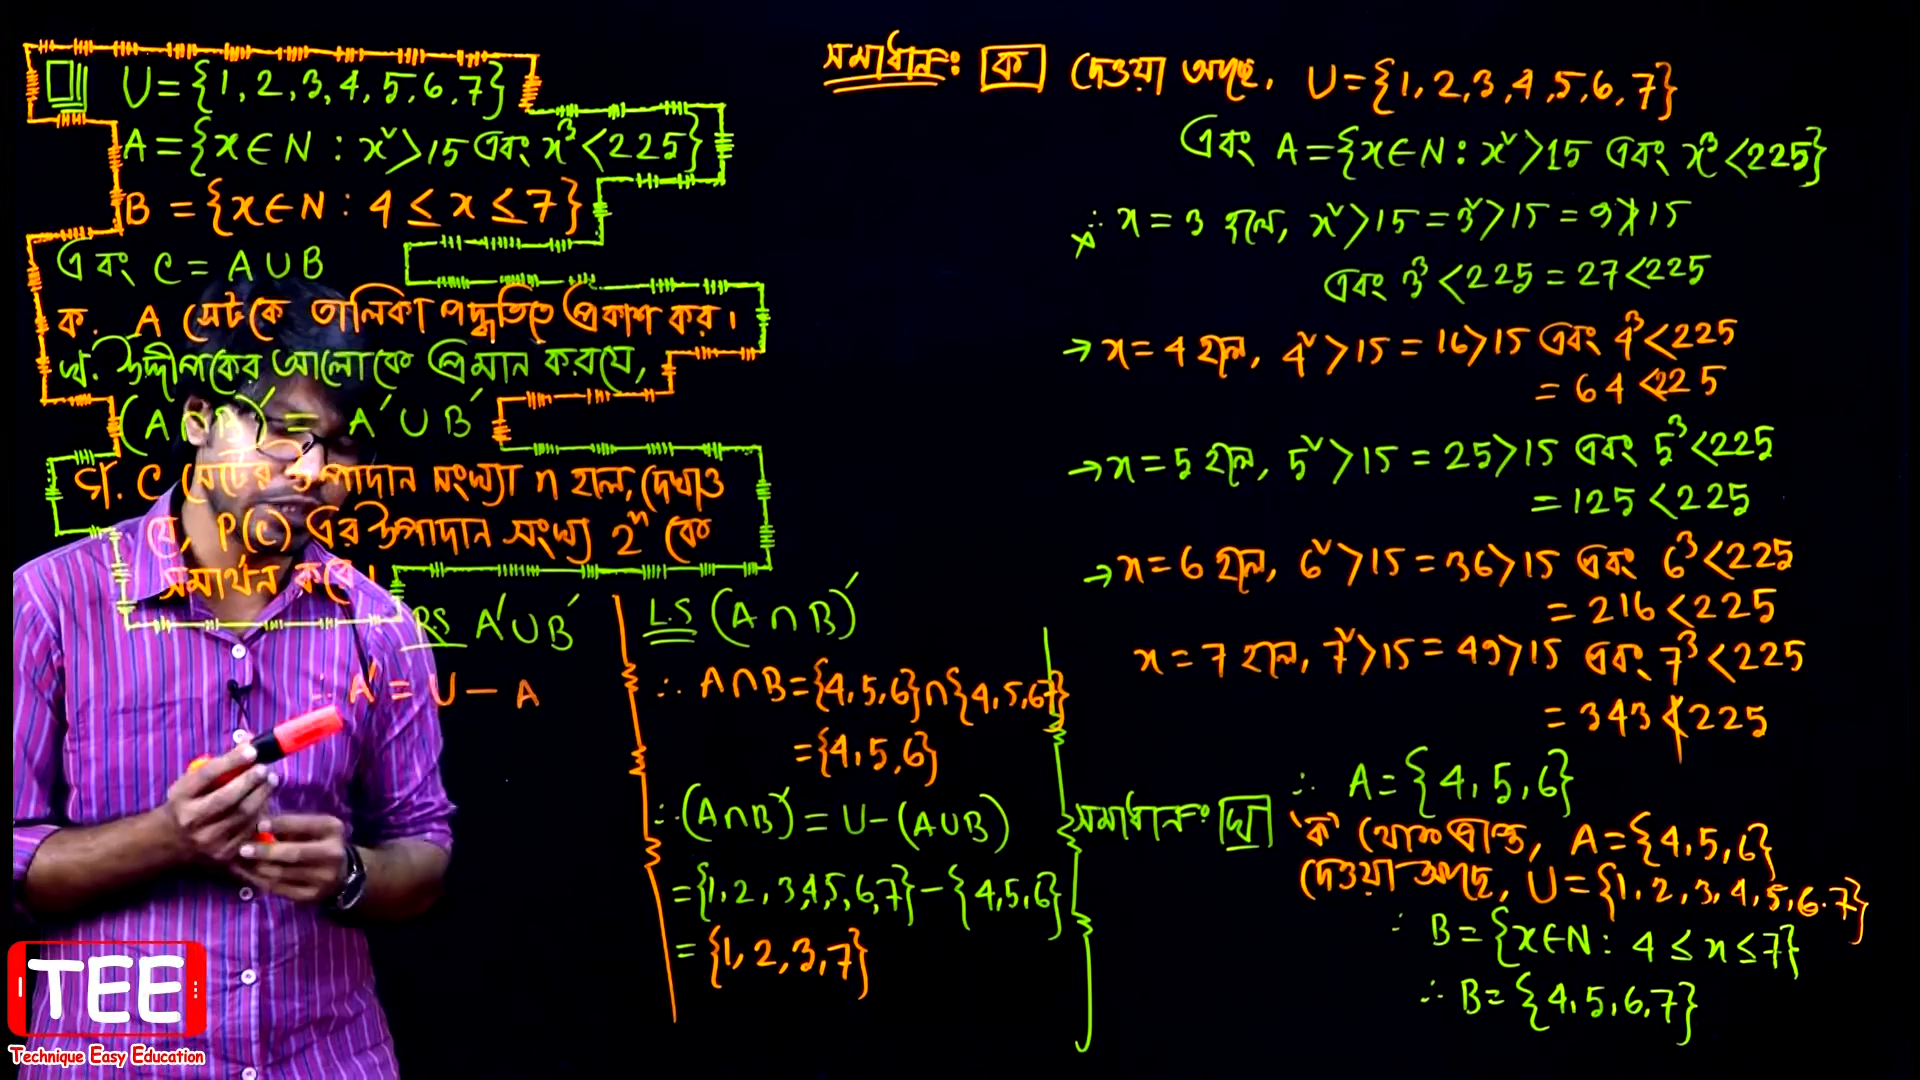 U={1,2,3,4,5,6,7}
A={x∈N : x²>15 এবং x³<225}
B={x∈N : 4≤x≤7}
এবং C=A∪B
ক. A সেটকে তালিকা পদ্ধতিতে প্রকাশ কর।
খ. উদ্দীপকের আলোকে প্রমান কর যে,
(A∩B)′ = A′∪B′
গ. C সেটের উপাদান সংখ্যা n হলে, দেখাও
যে, P(C) এর উপাদান সংখ্যা 2ⁿ কে
সমার্থন করে।
R.S A′∪B′
∴ A′ = U – A
L.S (A∩B)′
∴ A∩B={4,5,6}∩{4,5,6,7}
={4,5,6}
∴(A∩B)′=U-(A∪B)
={1,2,3,4,5,6,7}-{4,5,6}
={1,2,3,7}
সমাধান: ক দেওয়া আছে, U={1,2,3,4,5,6,7}
এবং A={x∈N : x²>15 এবং x³<225}
∴ x=3 হলে, x²>15=3²>15=9≯15
এবং 3³<225=27<225
→x=4 হলে, 4²>15=16>15 এবং 4³<225
=64<225
→x=5 হলে, 5²>15=25>15 এবং 5³<225
=125<225
→x=6 হলে, 6²>15=36>15 এবং 6³<225
=216<225
x=7 হলে, 7²>15=49>15 এবং 7³<225
=343≮225
∴ A={4,5,6}
সমাধান: খ 'ক' থেকে প্রাপ্ত, A={4,5,6}
দেওয়া আছে, U={1,2,3,4,5,6.7}
∴ B={x∈N : 4≤x≤7}
∴ B={4,5,6,7}
TEE
Technique Easy Education